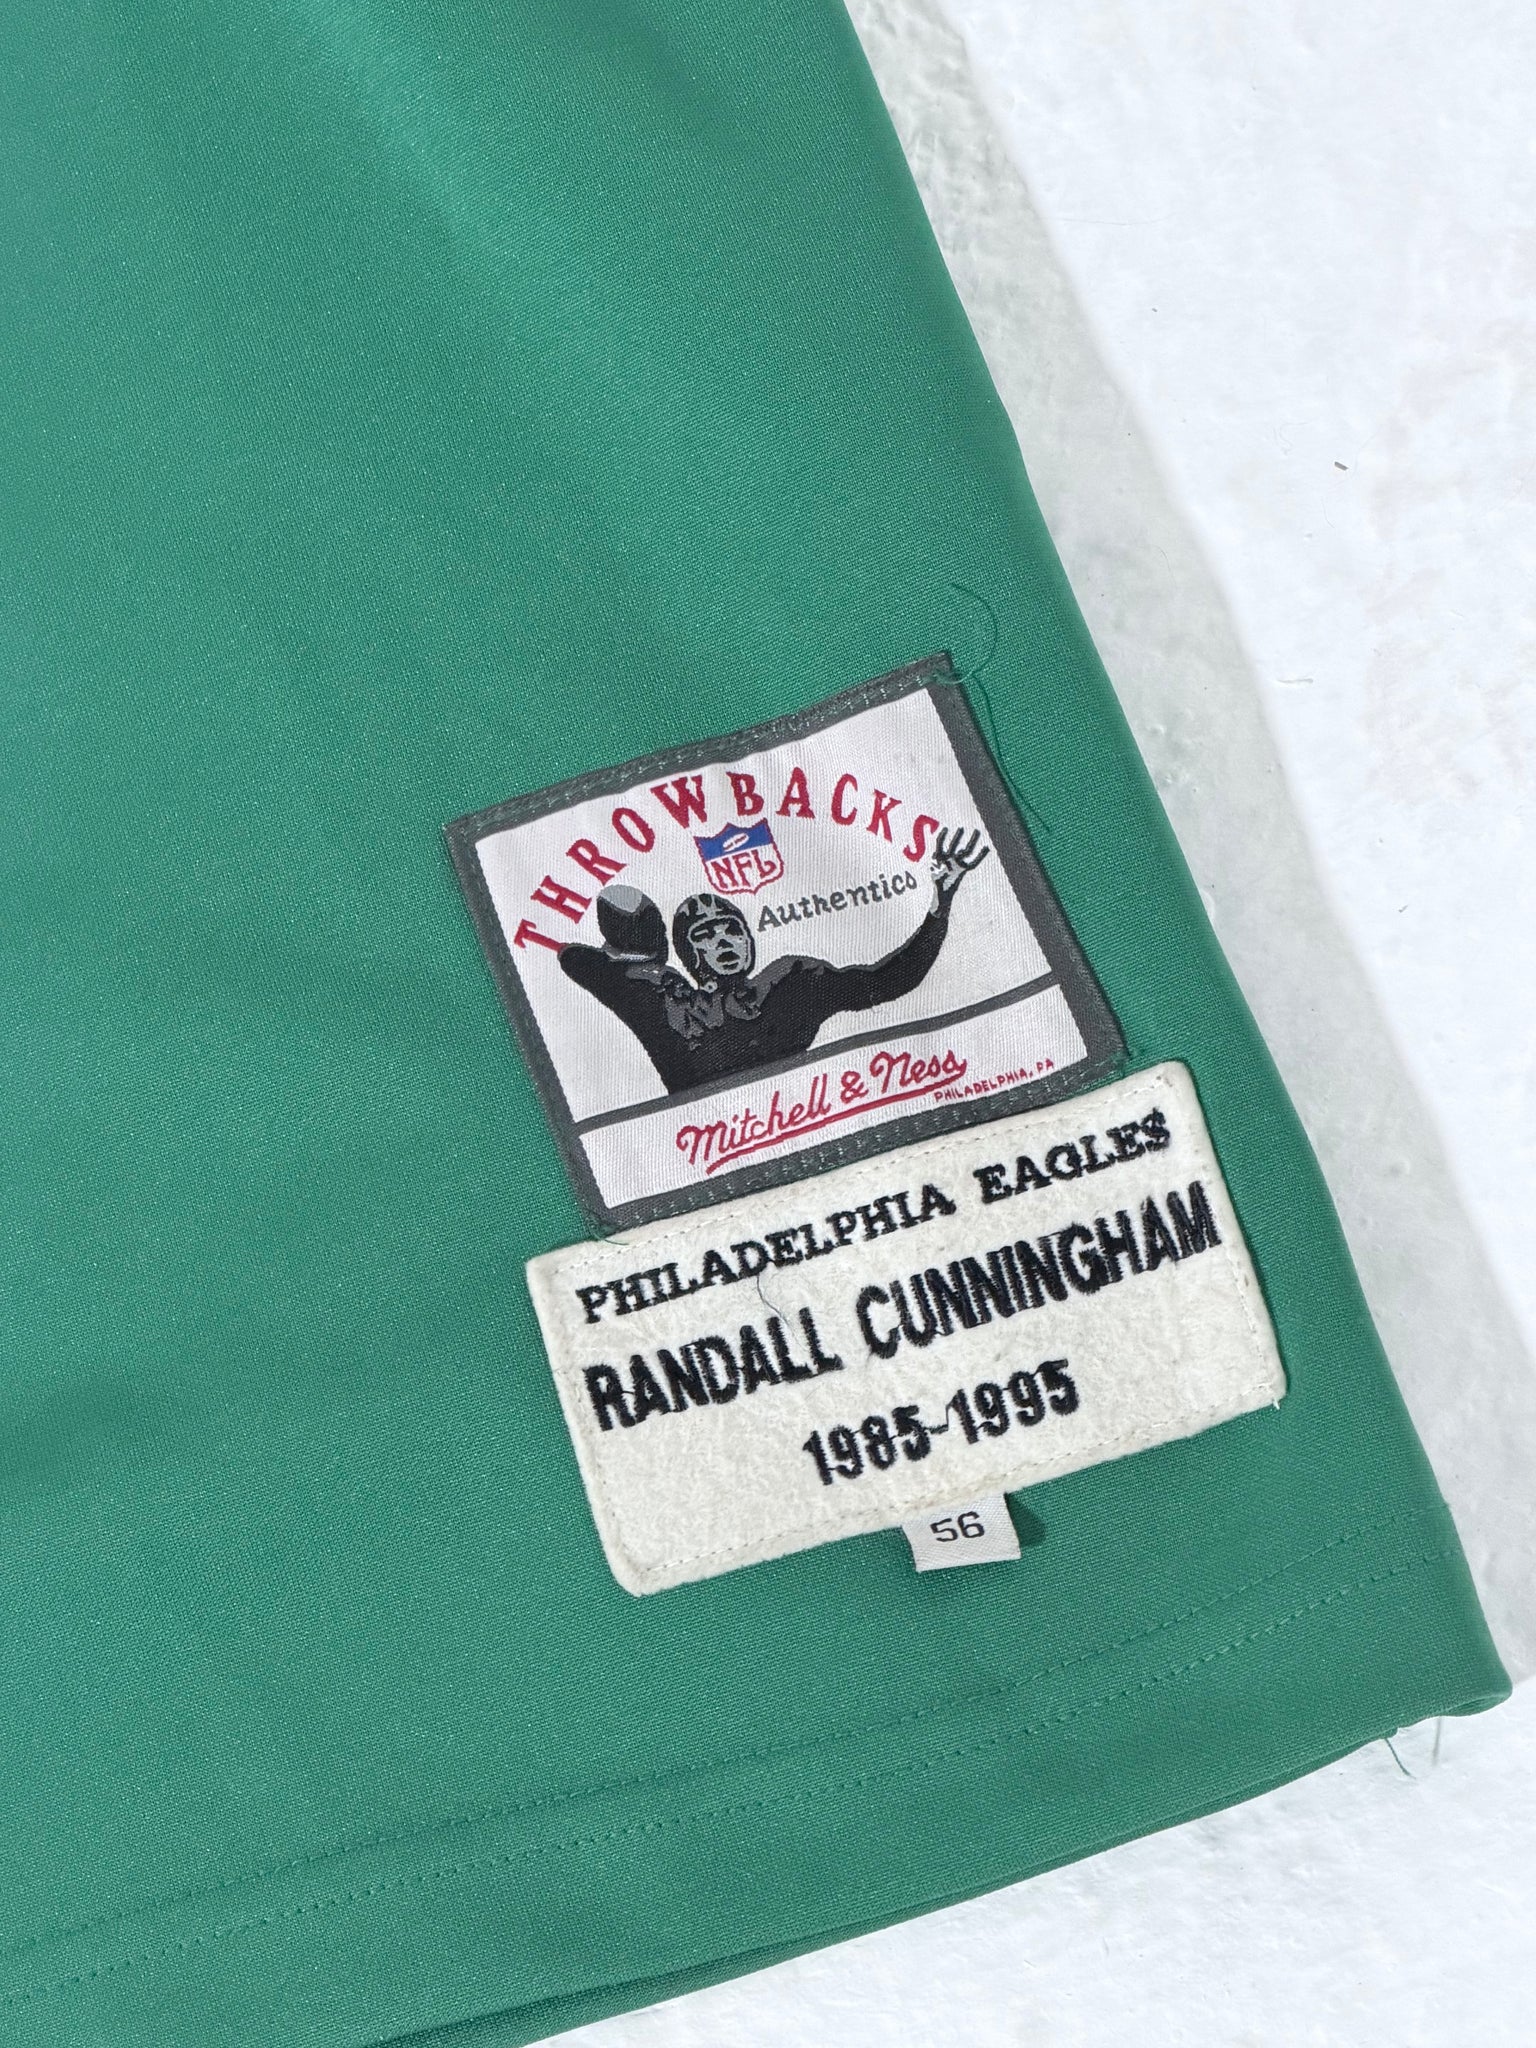 THROWBACKS
NFL
Authentics
Mitchell & Ness
PHILADELPHIA, PA
PHILADELPHIA EAGLES
RANDALL CUNNINGHAM
1985-1995
56